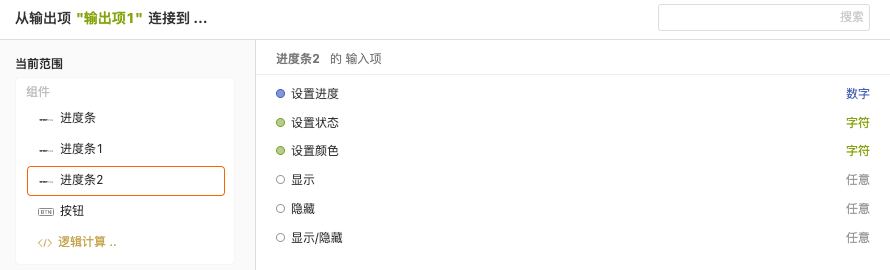 从输出项 "输出项1" 连接到 ...
搜索
当前范围
组件
进度条
进度条1
进度条2
BTN 按钮
</> 逻辑计算 ..
进度条2 的 输入项
设置进度 数字
设置状态 字符
设置颜色 字符
显示 任意
隐藏 任意
显示/隐藏 任意